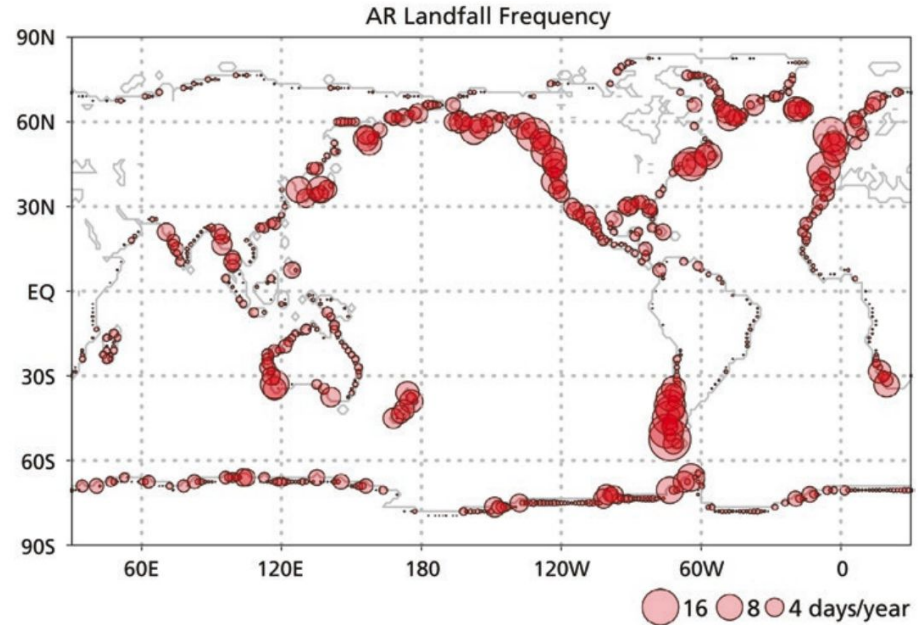 AR Landfall Frequency
90N
60N
30N
EQ
30S
60S
90S
60E 120E 180 120W 60W 0
16 8 4 days/year